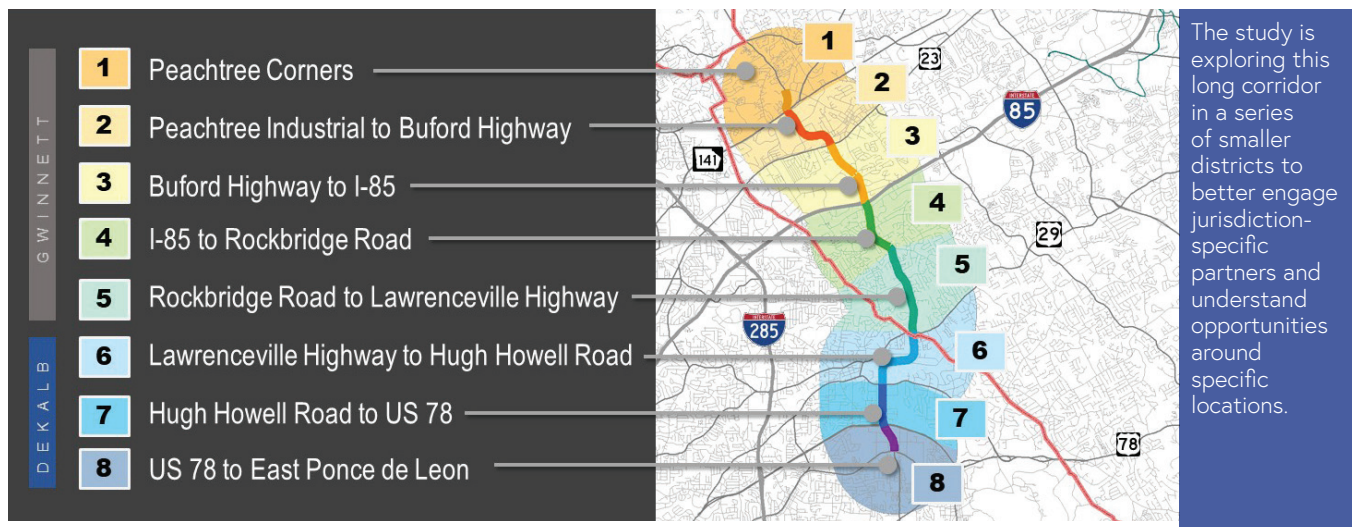 GWINNETT
1 Peachtree Corners
2 Peachtree Industrial to Buford Highway
3 Buford Highway to I-85
4 I-85 to Rockbridge Road
5 Rockbridge Road to Lawrenceville Highway
DEKALB
6 Lawrenceville Highway to Hugh Howell Road
7 Hugh Howell Road to US 78
8 US 78 to East Ponce de Leon
1
23
2
INTERSTATE
85
3
141
4
29
5
INTERSTATE
285
6
7
78
8
The study is
exploring this
long corridor
in a series
of smaller
districts to
better engage
jurisdiction-
specific
partners and
understand
opportunities
around
specific
locations.